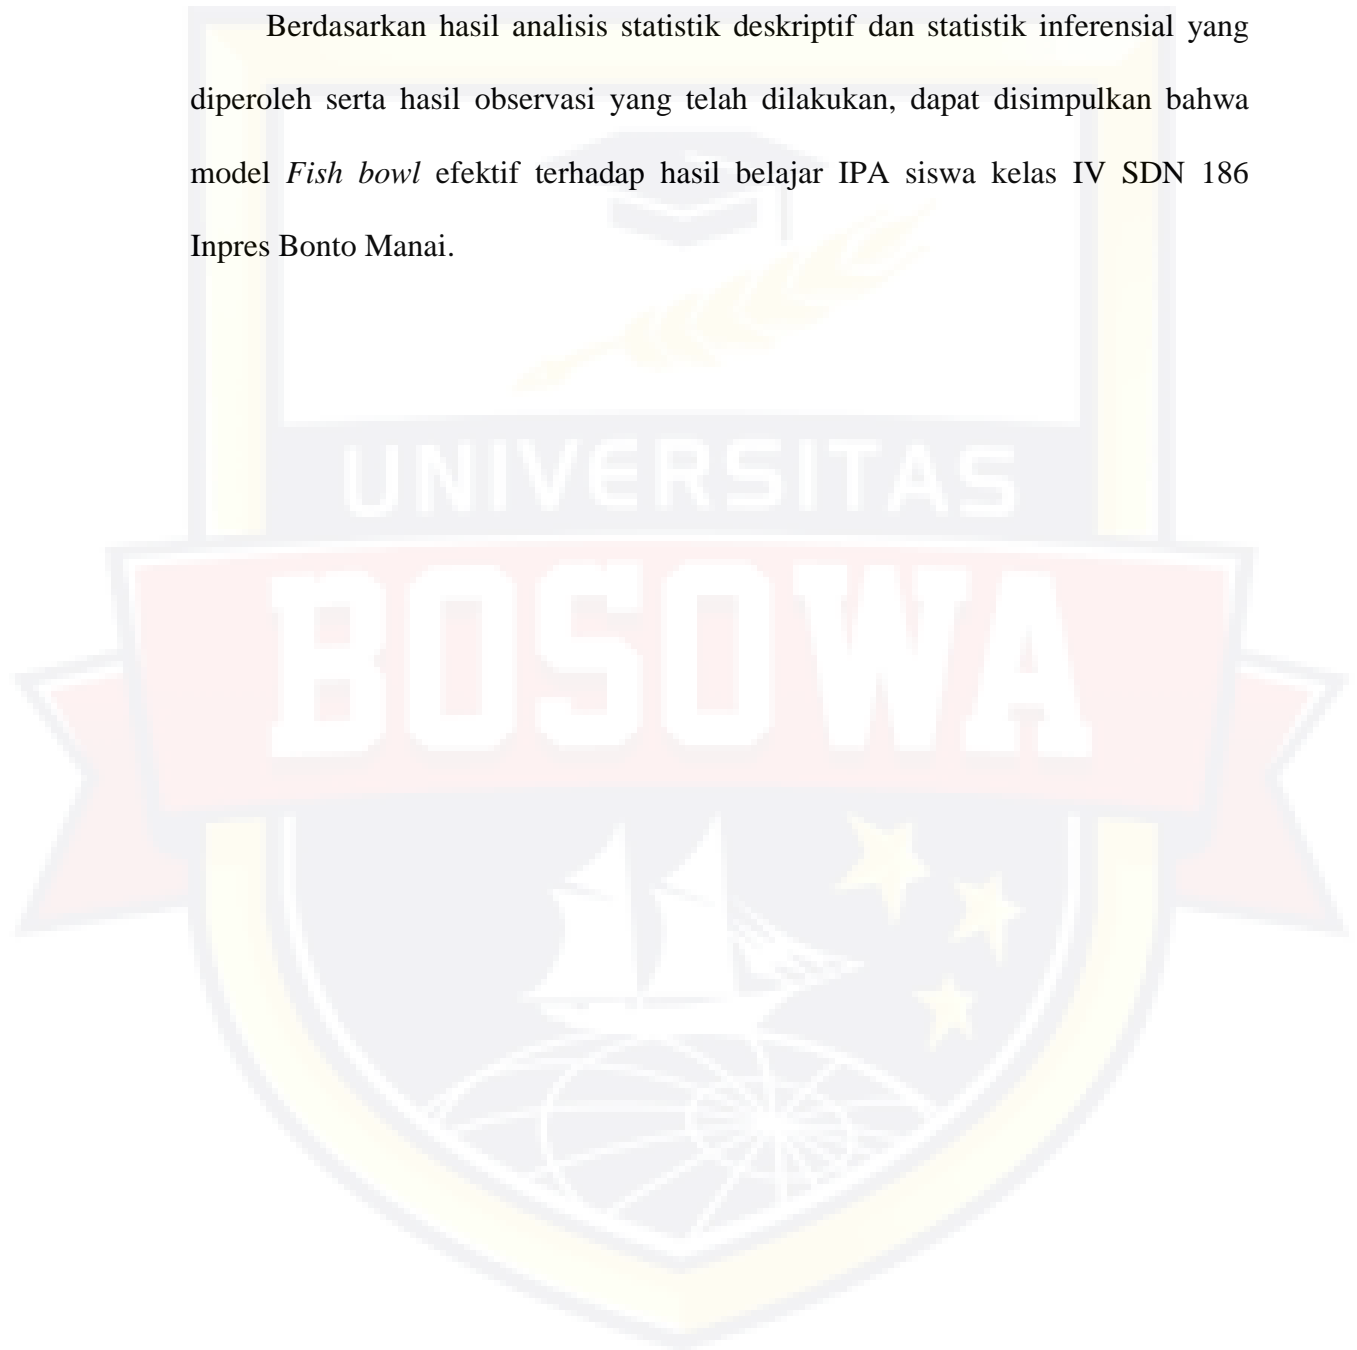 Berdasarkan hasil analisis statistik deskriptif dan statistik inferensial yang
diperoleh serta hasil observasi yang telah dilakukan, dapat disimpulkan bahwa
model Fish bowl efektif terhadap hasil belajar IPA siswa kelas IV SDN 186
Inpres Bonto Manai.
UNIVERSITAS
BOSOWA